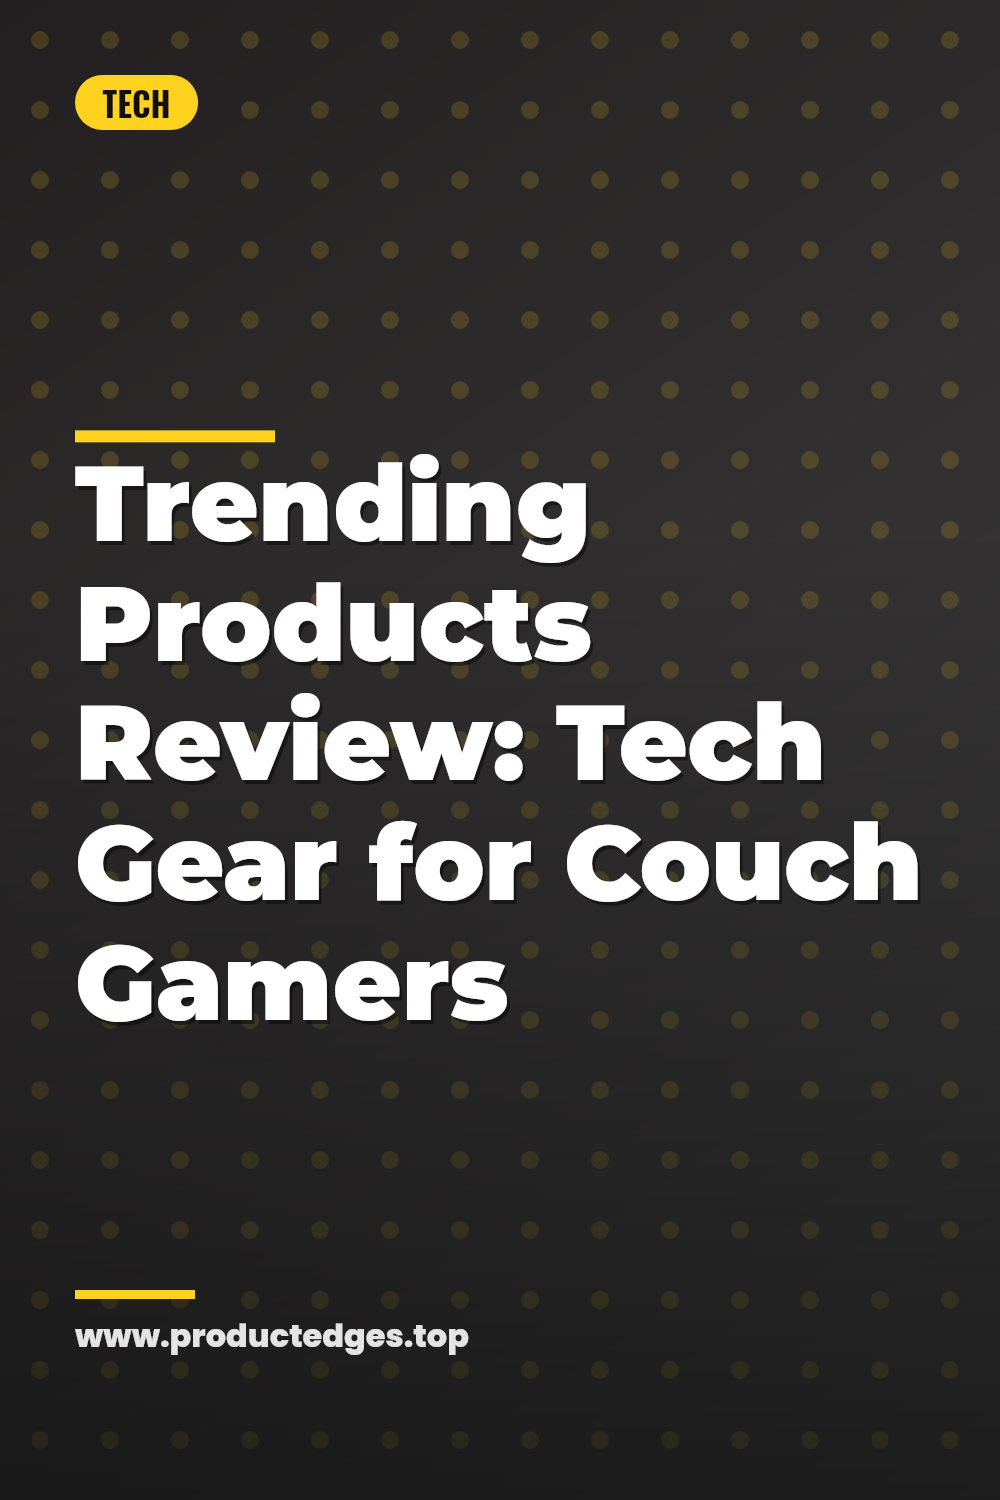 TECH
Trending
Products
Review: Tech
Gear for Couch
Gamers
www.productedges.top